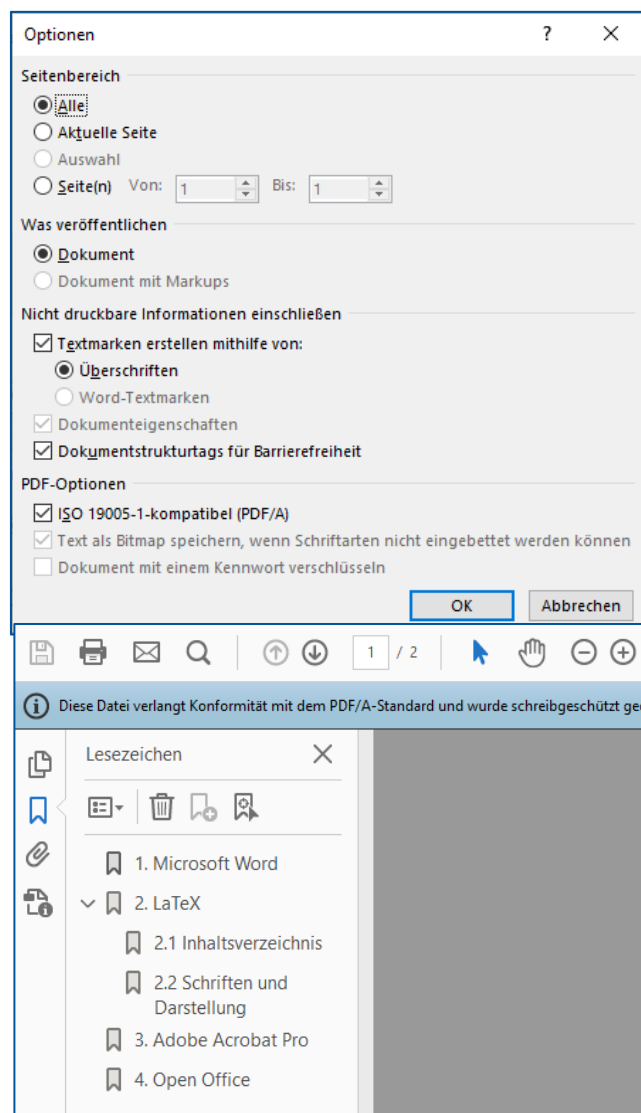 Optionen ? ×
Seitenbereich
Alle
Aktuelle Seite
Auswahl
Seite(n) Von: 1 Bis: 1
Was veröffentlichen
Dokument
Dokument mit Markups
Nicht druckbare Informationen einschließen
Textmarken erstellen mithilfe von:
Überschriften
Word-Textmarken
Dokumenteigenschaften
Dokumentstrukturtags für Barrierefreiheit
PDF-Optionen
ISO 19005-1-kompatibel (PDF/A)
Text als Bitmap speichern, wenn Schriftarten nicht eingebettet werden können
Dokument mit einem Kennwort verschlüsseln
OK Abbrechen
1 / 2
Diese Datei verlangt Konformität mit dem PDF/A-Standard und wurde schreibgeschützt ge
Lesezeichen
1. Microsoft Word
2. LaTeX
2.1 Inhaltsverzeichnis
2.2 Schriften und
Darstellung
3. Adobe Acrobat Pro
4. Open Office